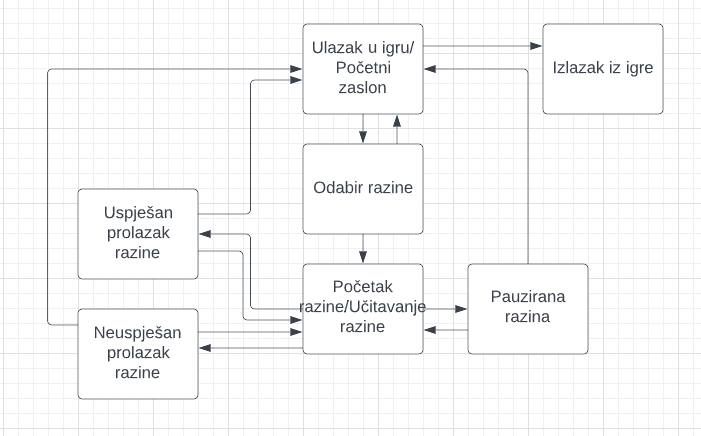 Ulazak u igru/
Početni
zaslon
Izlazak iz igre
Odabir razine
Uspješan
prolazak
razine
Početak
razine/Učitavanje
razine
Pauzirana
razina
Neuspješan
prolazak
razine